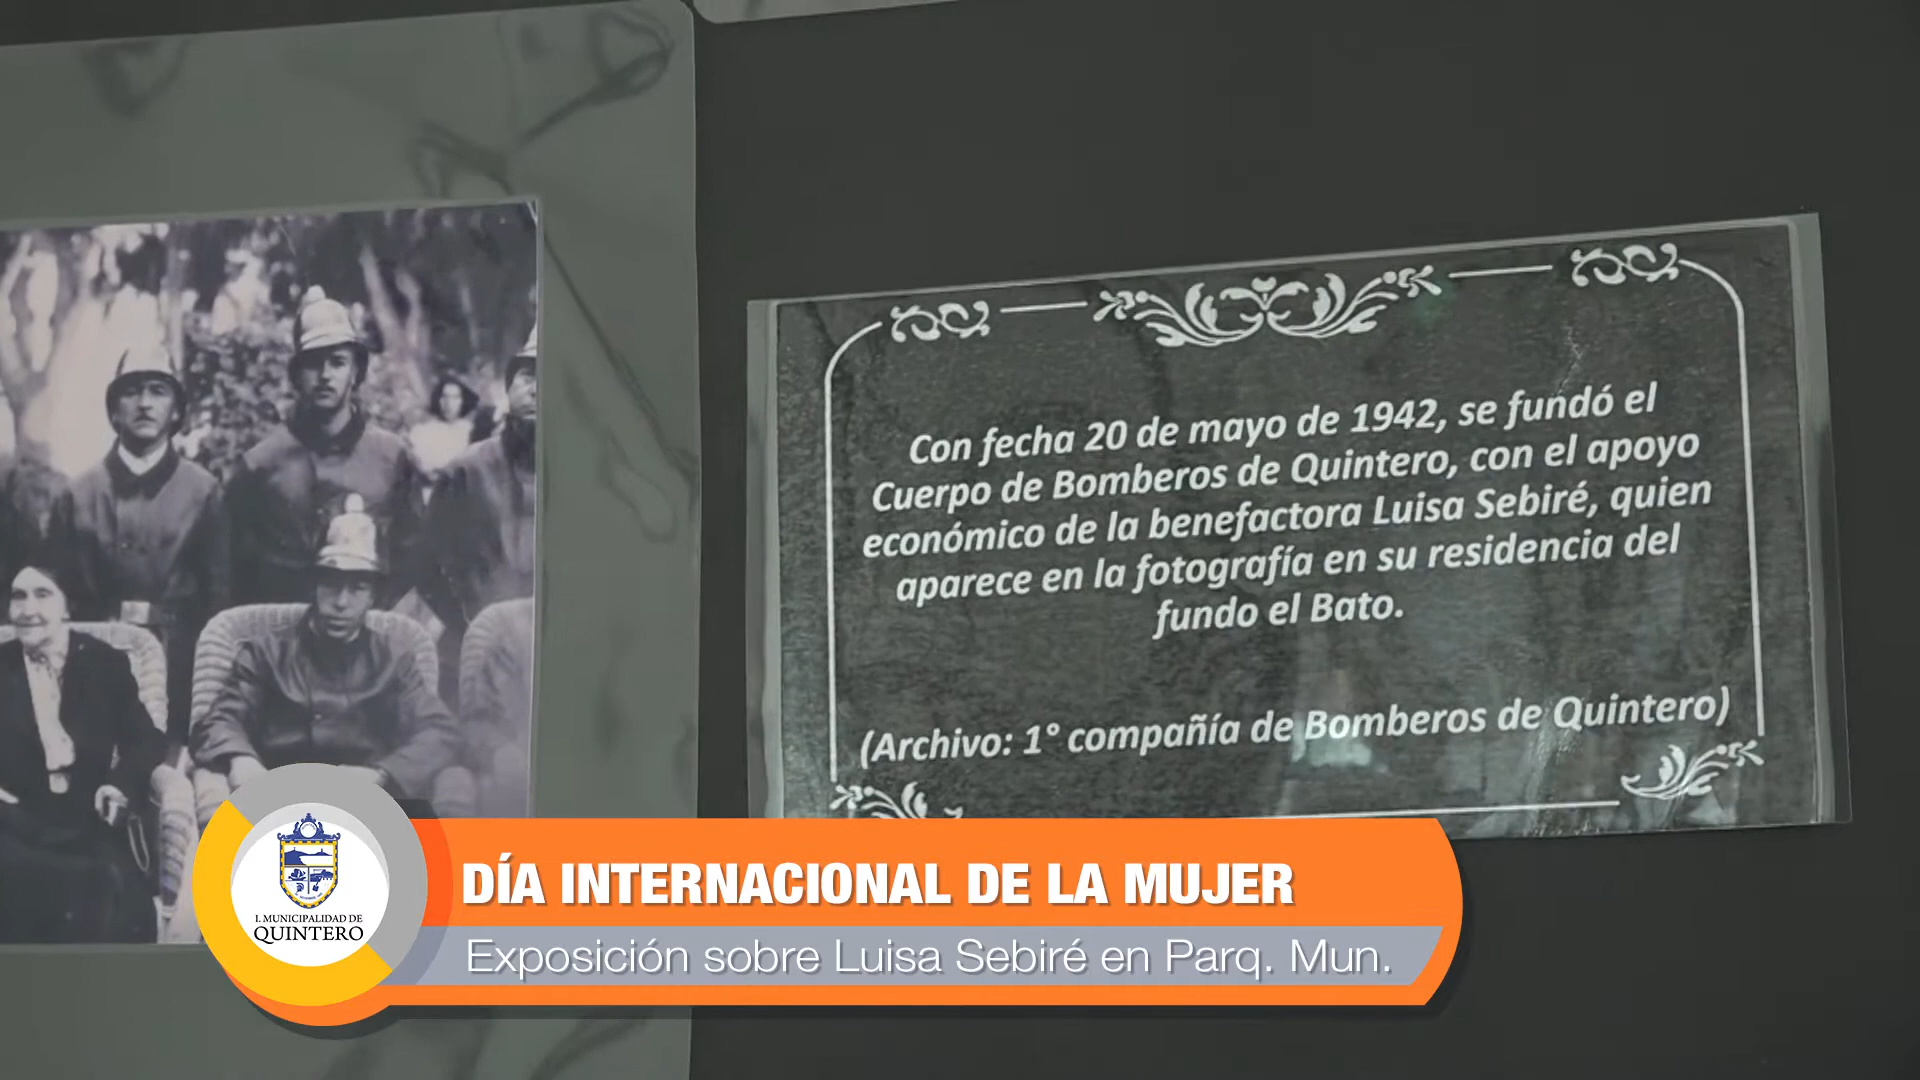 Con fecha 20 de mayo de 1942, se fundó el
Cuerpo de Bomberos de Quintero, con el apoyo
económico de la benefactora Luisa Sebiré, quien
aparece en la fotografía en su residencia del
fundo el Bato.
(Archivo: 1° compañía de Bomberos de Quintero)
DÍA INTERNACIONAL DE LA MUJER
Exposición sobre Luisa Sebiré en Parq. Mun.
I. MUNICIPALIDAD DE
QUINTERO